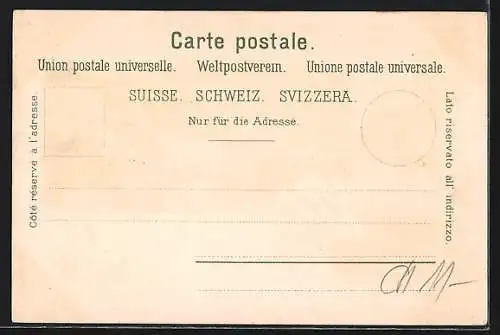 Carte postale.
Union postale universelle. Weltpostverein. Unione postale universale.
SUISSE. SCHWEIZ. SVIZZERA.
Nur für die Adresse.
Côté réservé à l'adresse.
Lato riservato all' indirizzo.